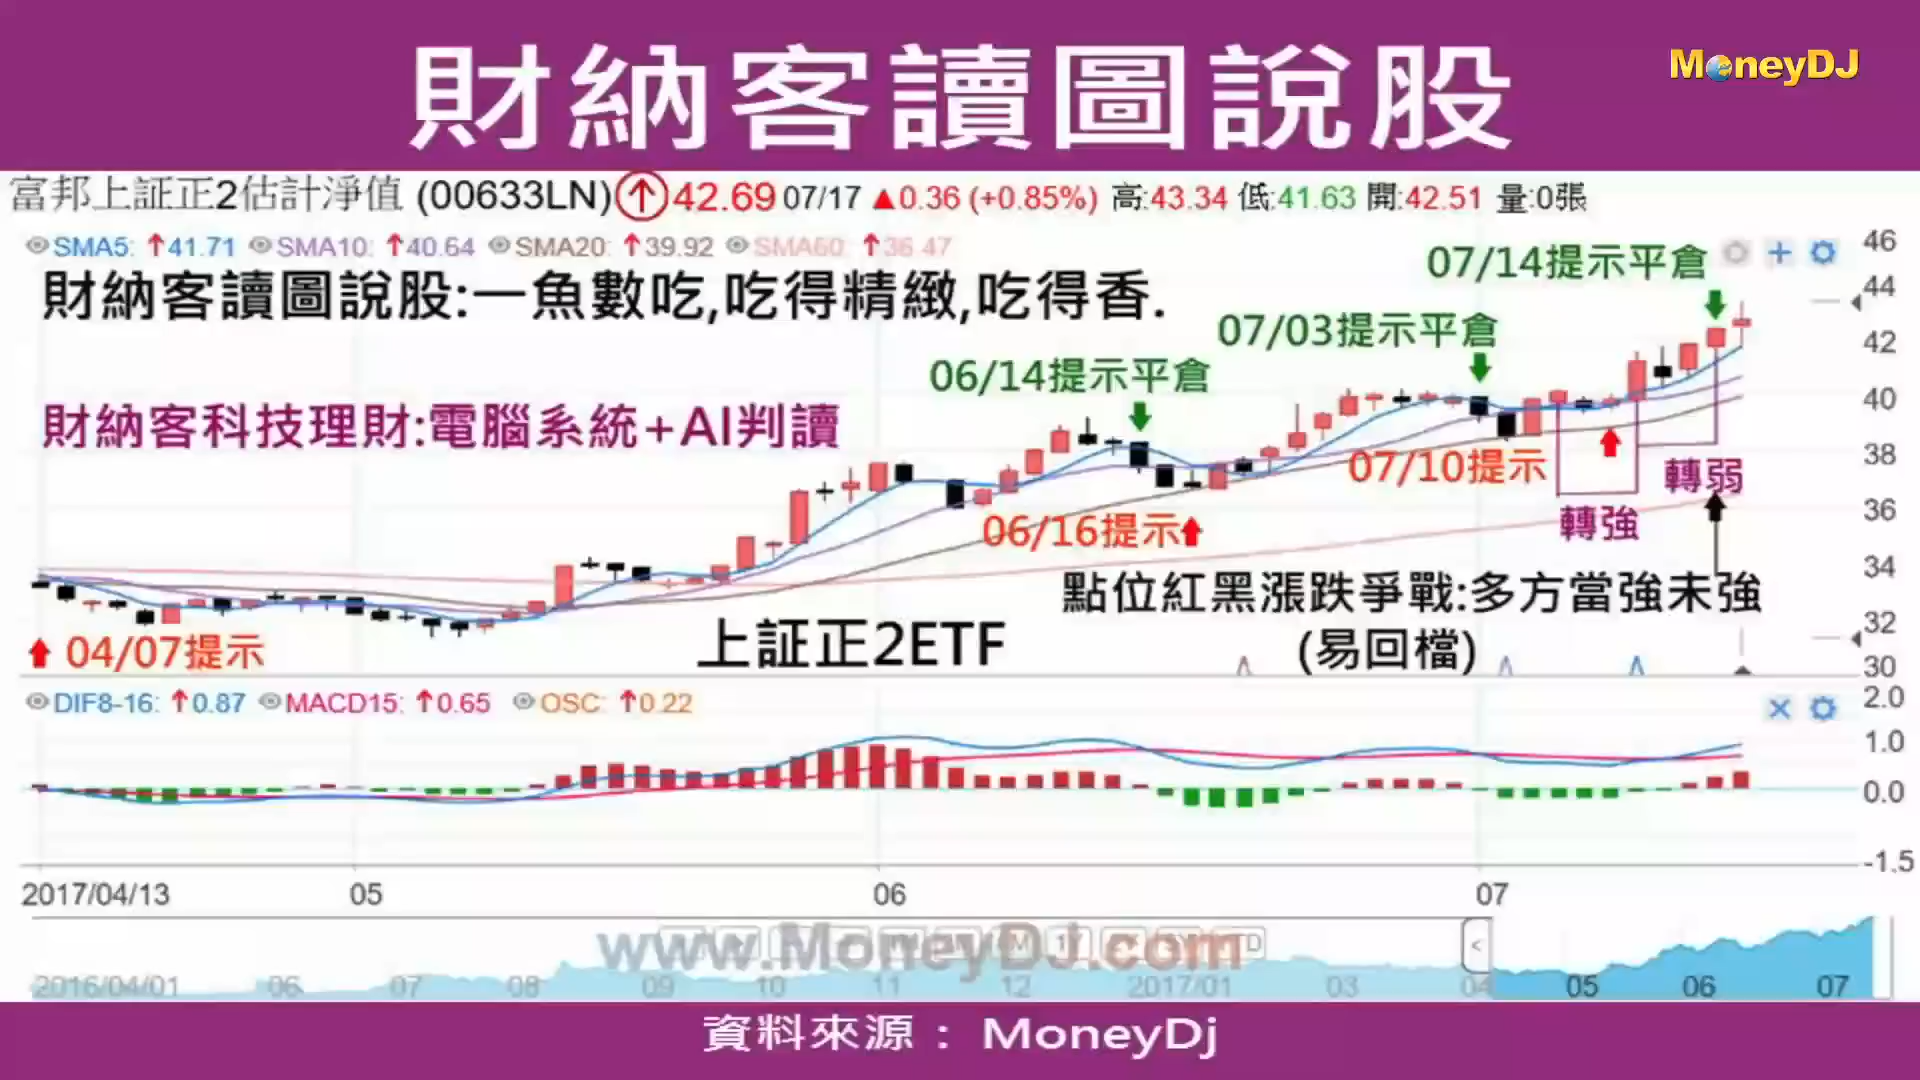 財納客讀圖說股
MoneyDJ
富邦上証正2估計淨值 (00633LN) 42.69 07/17 ▲0.36 (+0.85%) 高:43.34 低:41.63 開:42.51 量:0張
SMA5: 41.71 SMA10: 40.64 SMA20: 39.92 SMA60: 36.47
07/14提示平倉
財納客讀圖說股:一魚數吃,吃得精緻,吃得香.
07/03提示平倉
06/14提示平倉
財納客科技理財:電腦系統+AI判讀
07/10提示
轉弱
06/16提示
轉強
點位紅黑漲跌爭戰:多方當強未強
(易回檔)
上証正2ETF
04/07提示
46
44
42
40
38
36
34
32
30
DIF8-16: 0.87 MACD15: 0.65 OSC: 0.22
2.0
1.0
0.0
-1.5
2017/04/13 05 06 07
www.MoneyDJ.com
2016/04/01 06 07 08 09 10 11 12 2017/01 03 04 05 06 07
資料來源： MoneyDj